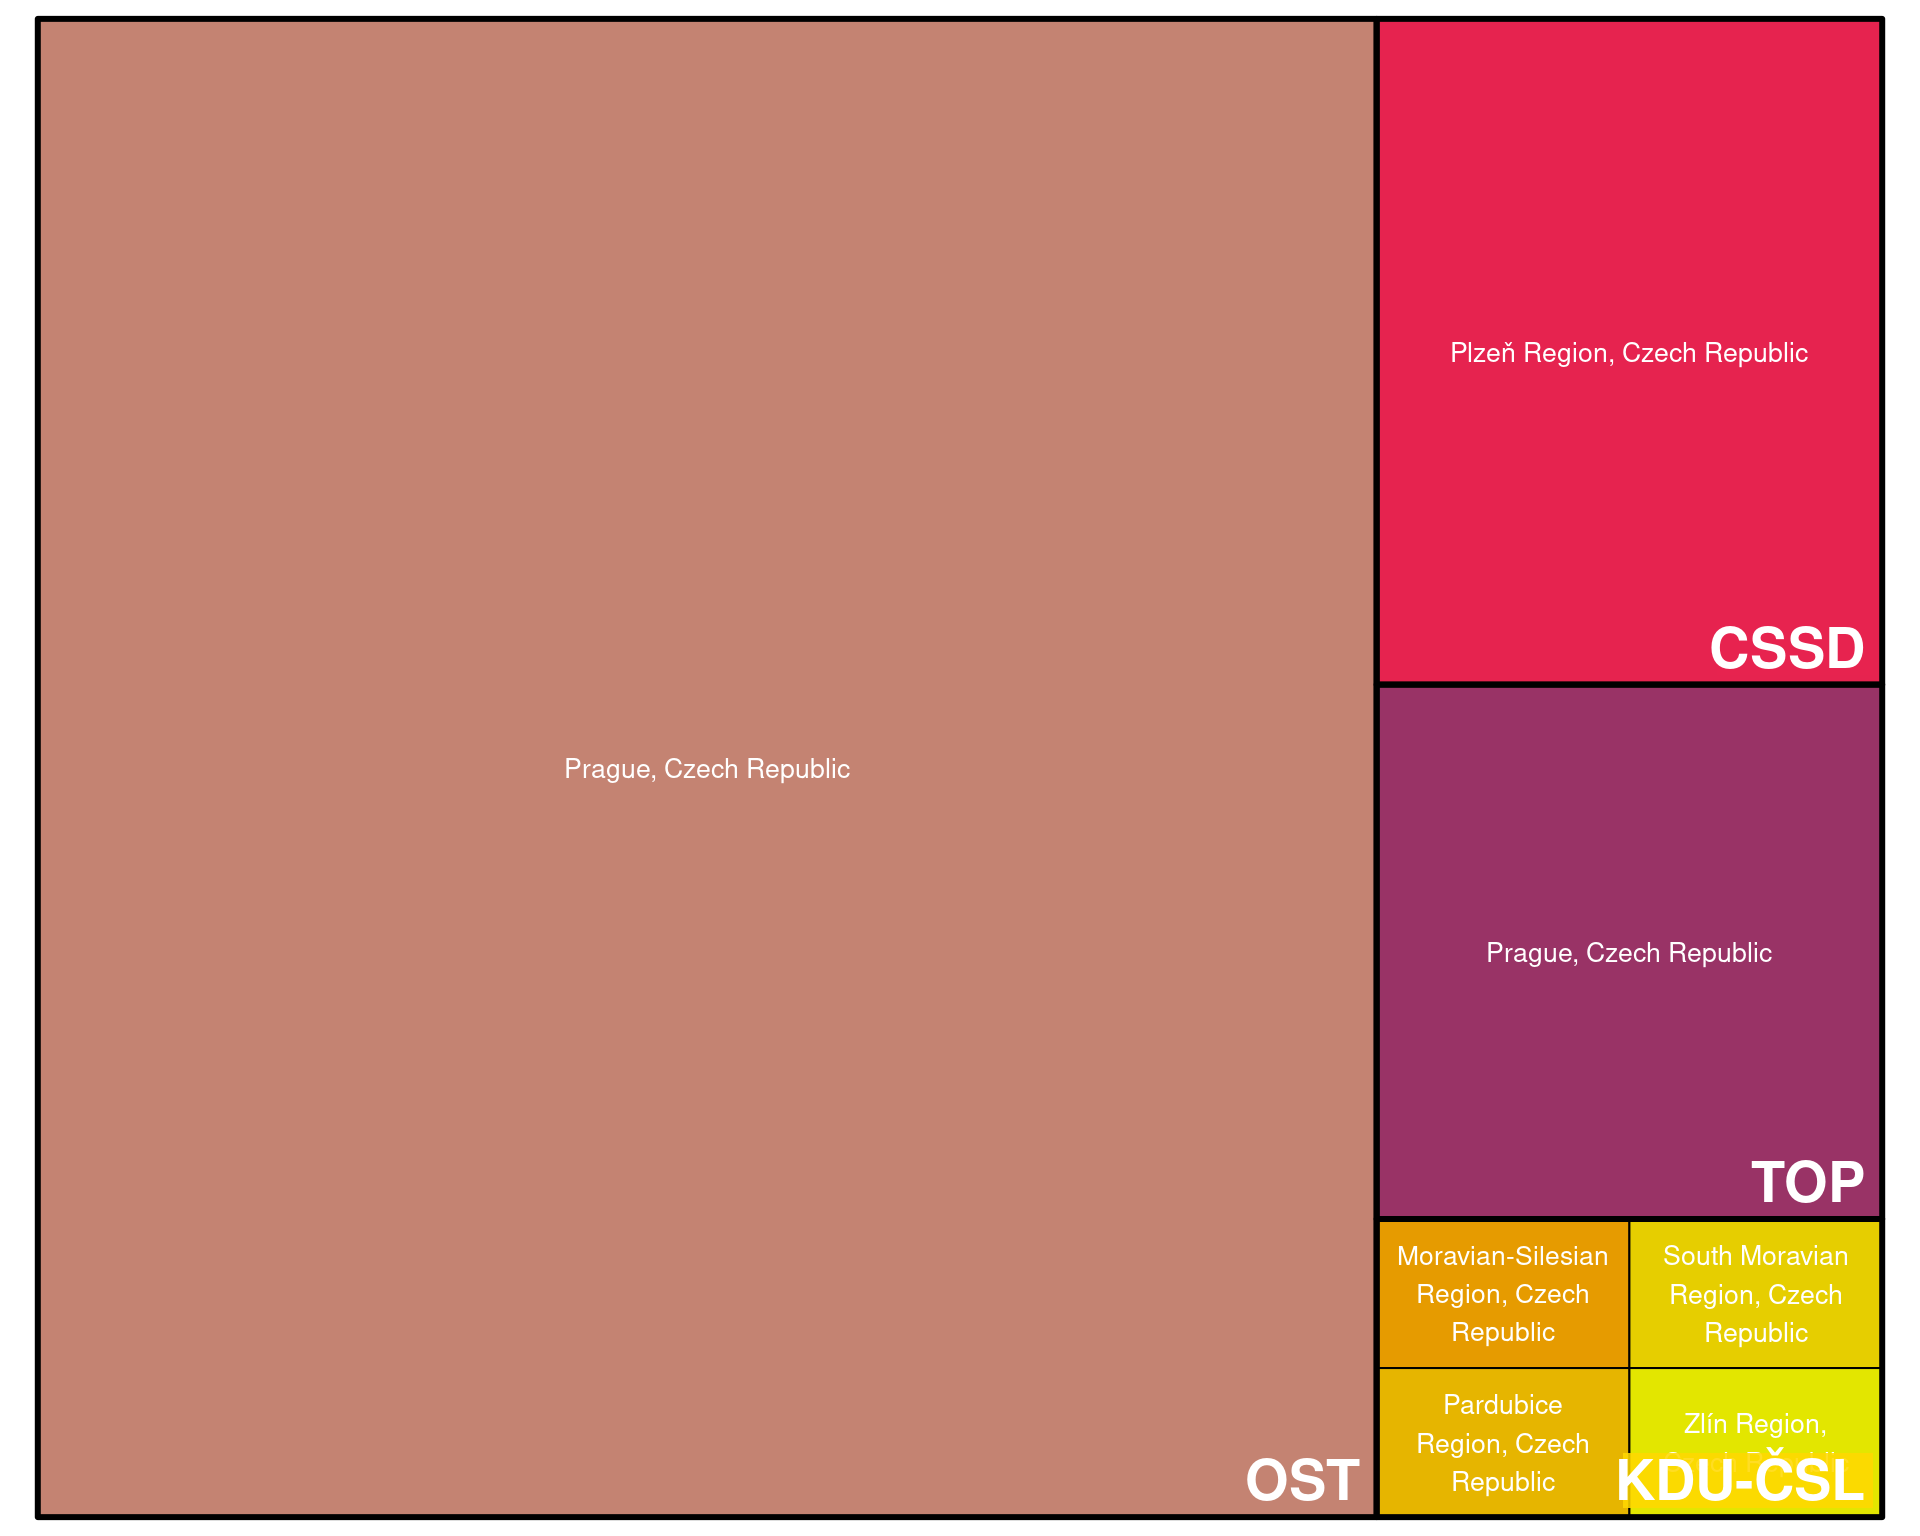 Prague, Czech Republic
OST
Plzeň Region, Czech Republic
CSSD
Prague, Czech Republic
TOP
Moravian-Silesian
Region, Czech
Republic
South Moravian
Region, Czech
Republic
Pardubice
Region, Czech
Republic
Zlín Region,
KDU-ČSL